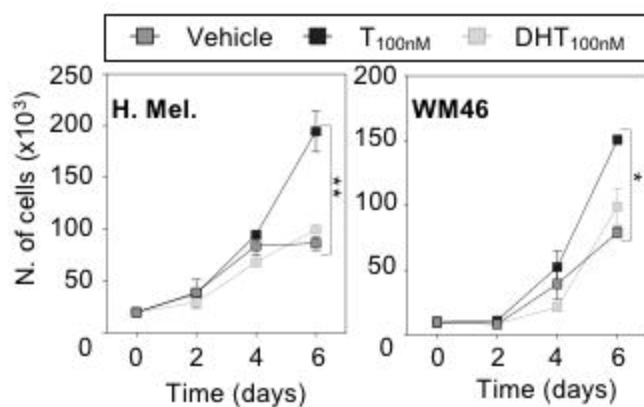 Vehicle T100nM DHT100nM
N. of cells (x10³)
250
200
150
100
50
0
H. Mel.
**
0 2 4 6
Time (days)
200
150
100
50
0
WM46
*
0 2 4 6
Time (days)